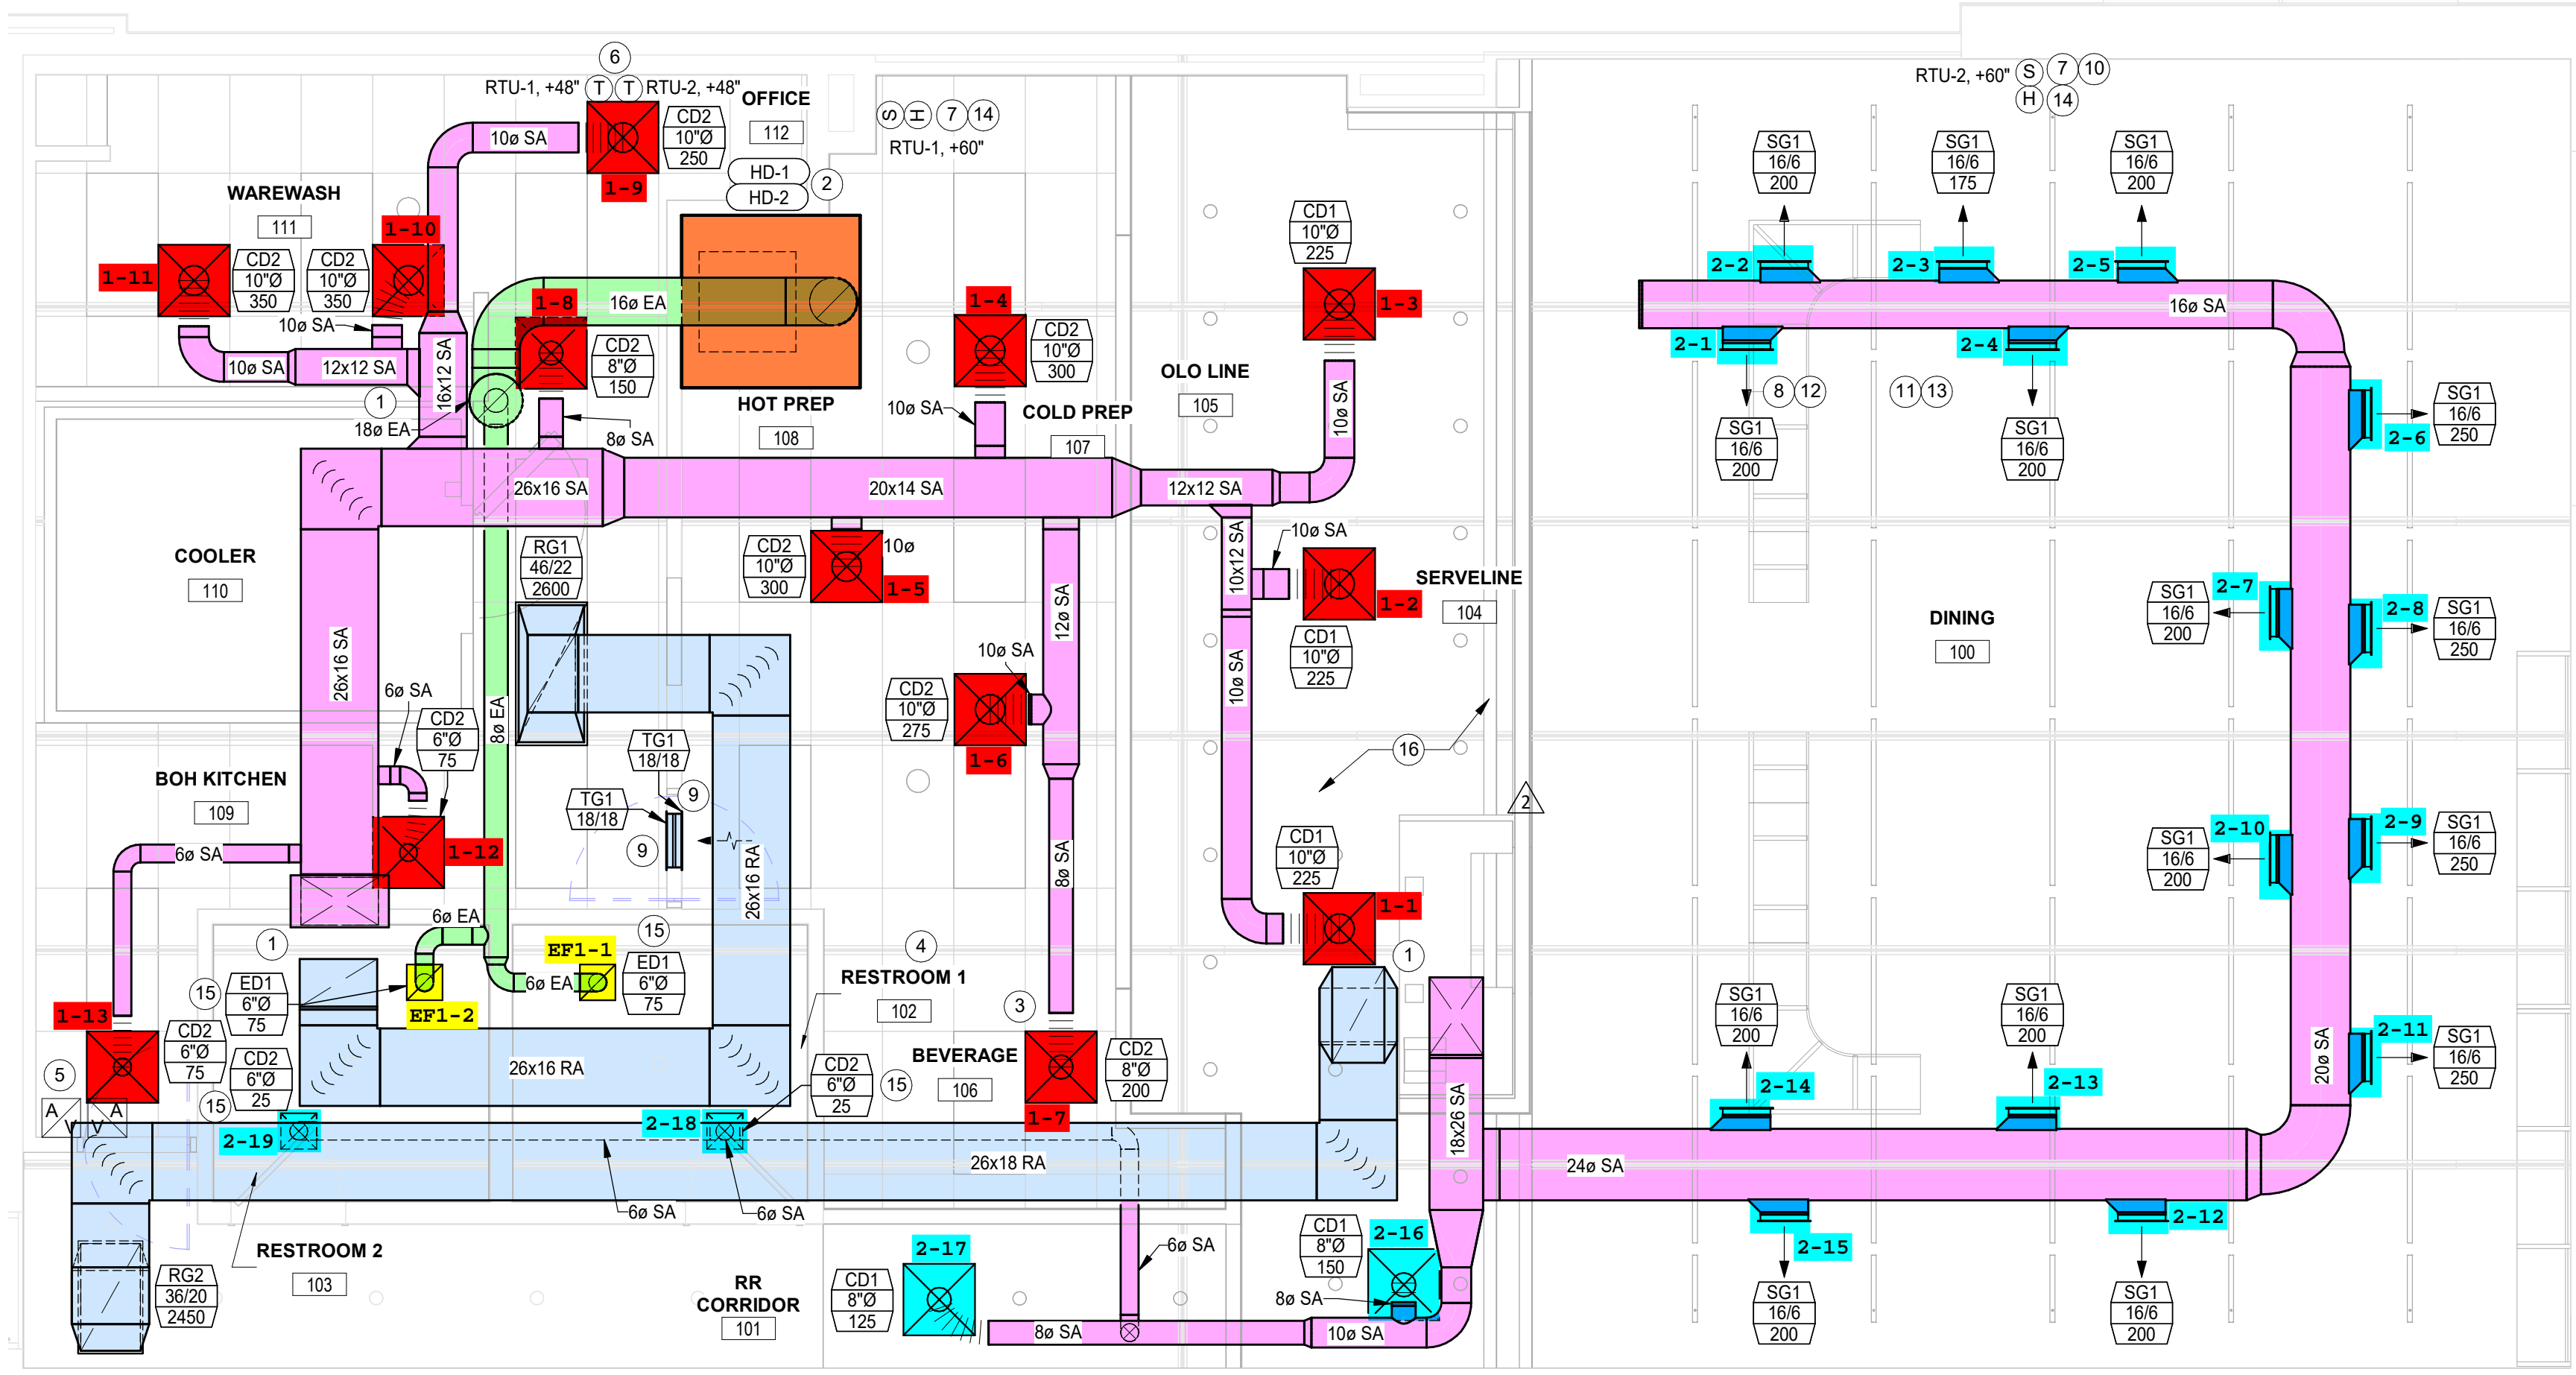 6
RTU-1, +48"
T
T
RTU-2, +48"
OFFICE
112
CD2
10"Ø
250
1-9
10ø SA
S
H
7
14
RTU-1, +60"
HD-1
HD-2
2
RTU-2, +60"
S
7
10
H
14
WAREWASH
111
1-10
1-11
CD2
10"Ø
350
CD2
10"Ø
350
10ø SA
10ø SA
12x12 SA
16x12 SA
1
18ø EA
16ø EA
1-8
CD2
8"Ø
150
8ø SA
HOT PREP
108
1-4
CD2
10"Ø
300
10ø SA
COLD PREP
107
OLO LINE
105
CD1
10"Ø
225
1-3
10ø SA
SG1
16/6
200
SG1
16/6
175
SG1
16/6
200
2-2
2-3
2-5
16ø SA
2-1
2-4
8
12
11
13
SG1
16/6
200
SG1
16/6
200
SG1
16/6
250
2-6
26x16 SA
20x14 SA
12x12 SA
COOLER
110
RG1
46/22
2600
CD2
10"Ø
300
10ø
1-5
12ø SA
10x12 SA
10ø SA
1-2
SERVELINE
104
CD1
10"Ø
225
DINING
100
SG1
16/6
200
2-7
2-8
SG1
16/6
250
26x16 SA
6ø SA
CD2
6"Ø
75
8ø EA
10ø SA
CD2
10"Ø
275
1-6
10ø SA
TG1
18/18
TG1
18/18
9
9
16
2
BOH KITCHEN
109
6ø SA
1-12
26x16 RA
8ø SA
CD1
10"Ø
225
1-1
SG1
16/6
200
2-10
2-9
SG1
16/6
250
6ø EA
1
EF1-1
15
ED1
6"Ø
75
6ø EA
15
ED1
6"Ø
75
EF1-2
4
RESTROOM 1
102
3
1
1-13
CD2
6"Ø
75
CD2
6"Ø
25
5
15
A
V
A
V
26x16 RA
BEVERAGE
106
CD2
8"Ø
200
1-7
CD2
6"Ø
25
15
2-19
2-18
18x26 SA
SG1
16/6
200
SG1
16/6
200
2-14
2-13
20ø SA
2-11
SG1
16/6
250
26x18 RA
24ø SA
6ø SA
6ø SA
RESTROOM 2
103
RG2
36/20
2450
RR
CORRIDOR
101
2-17
CD1
8"Ø
125
6ø SA
CD1
8"Ø
150
2-16
8ø SA
8ø SA
10ø SA
2-15
2-12
SG1
16/6
200
SG1
16/6
200